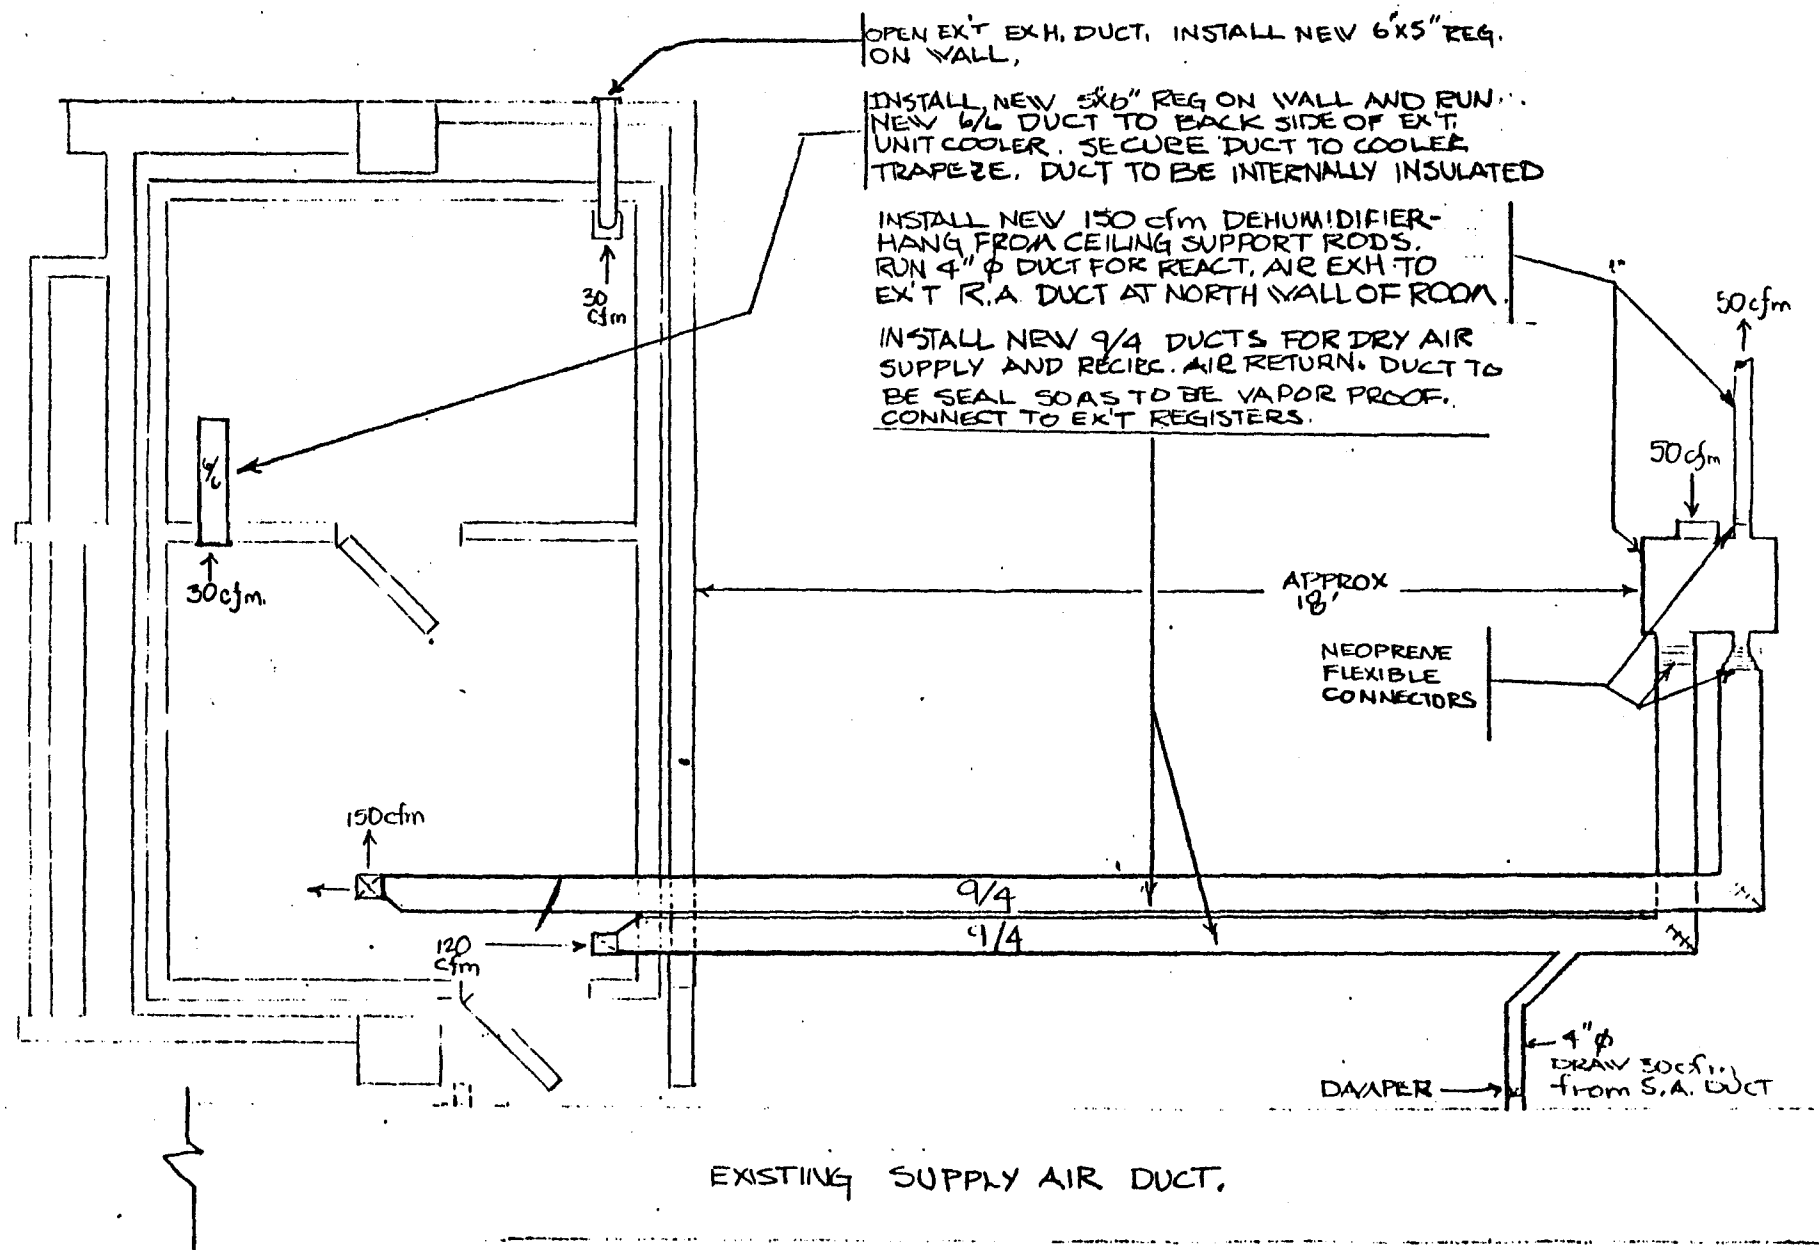 OPEN EX'T EXH. DUCT. INSTALL NEW 6"X5" REG.
ON WALL,
INSTALL NEW 5"X6" REG ON WALL AND RUN
NEW 6/6 DUCT TO BACK SIDE OF EX'T.
UNIT COOLER. SECURE DUCT TO COOLER
TRAPEZE. DUCT TO BE INTERNALLY INSULATED
INSTALL NEW 150 cfm DEHUMIDIFIER-
HANG FROM CEILING SUPPORT RODS.
RUN 4" ϕ DUCT FOR REACT. AIR EXH TO
EX'T R.A DUCT AT NORTH WALL OF ROOM.
INSTALL NEW 9/4 DUCTS FOR DRY AIR
SUPPLY AND RECIRC. AIR RETURN. DUCT TO
BE SEAL SO AS TO BE VAPOR PROOF.
CONNECT TO EX'T REGISTERS.
30
cfm
50cfm
50cfm
6/6
30cfm.
APPROX
18'
NEOPRENE
FLEXIBLE
CONNECTORS
150cfm
9/4
9/4
120
cfm
4" ϕ
DRAW 30cfm
from S.A. DUCT
DAMPER
EXISTING SUPPLY AIR DUCT.